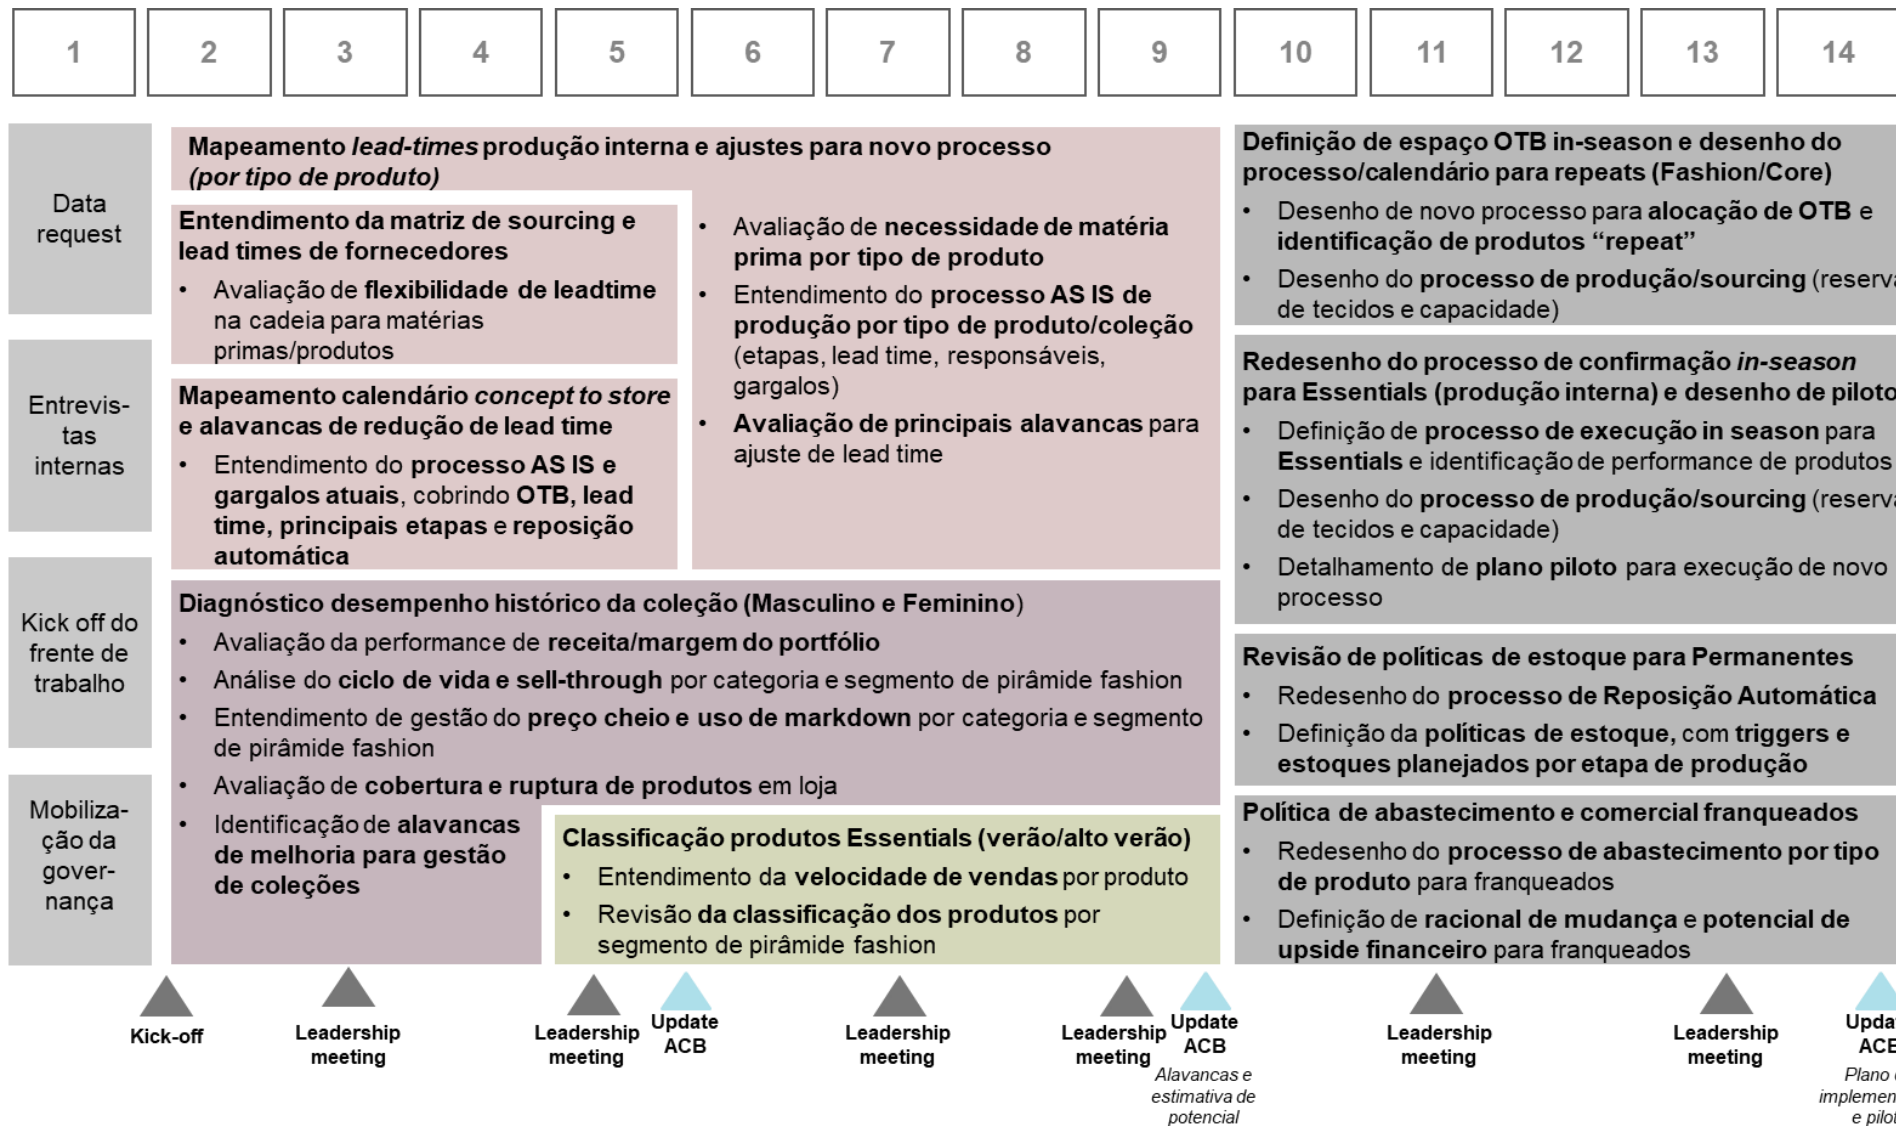 1 2 3 4 5 6 7 8 9 10 11 12 13 14
Data
request
Entrevis-
tas
internas
Kick off do
frente de
trabalho
Mobiliza-
ção da
gover-
nança
Mapeamento lead-times produção interna e ajustes para novo processo
(por tipo de produto)
Entendimento da matriz de sourcing e
lead times de fornecedores
• Avaliação de flexibilidade de leadtime
na cadeia para matérias
primas/produtos
Mapeamento calendário concept to store
e alavancas de redução de lead time
• Entendimento do processo AS IS e
gargalos atuais, cobrindo OTB, lead
time, principais etapas e reposição
automática
• Avaliação de necessidade de matéria
prima por tipo de produto
• Entendimento do processo AS IS de
produção por tipo de produto/coleção
(etapas, lead time, responsáveis,
gargalos)
• Avaliação de principais alavancas para
ajuste de lead time
Diagnóstico desempenho histórico da coleção (Masculino e Feminino)
• Avaliação da performance de receita/margem do portfólio
• Análise do ciclo de vida e sell-through por categoria e segmento de pirâmide fashion
• Entendimento de gestão do preço cheio e uso de markdown por categoria e segmento
de pirâmide fashion
• Avaliação de cobertura e ruptura de produtos em loja
• Identificação de alavancas
de melhoria para gestão
de coleções
Classificação produtos Essentials (verão/alto verão)
• Entendimento da velocidade de vendas por produto
• Revisão da classificação dos produtos por
segmento de pirâmide fashion
Definição de espaço OTB in-season e desenho do
processo/calendário para repeats (Fashion/Core)
• Desenho de novo processo para alocação de OTB e
identificação de produtos “repeat”
• Desenho do processo de produção/sourcing (reserva
de tecidos e capacidade)
Redesenho do processo de confirmação in-season
para Essentials (produção interna) e desenho de piloto
• Definição de processo de execução in season para
Essentials e identificação de performance de produtos
• Desenho do processo de produção/sourcing (reserva
de tecidos e capacidade)
• Detalhamento de plano piloto para execução de novo
processo
Revisão de políticas de estoque para Permanentes
• Redesenho do processo de Reposição Automática
• Definição da políticas de estoque, com triggers e
estoques planejados por etapa de produção
Política de abastecimento e comercial franqueados
• Redesenho do processo de abastecimento por tipo
de produto para franqueados
• Definição de racional de mudança e potencial de
upside financeiro para franqueados
Kick-off
Leadership
meeting
Leadership
meeting
Update
ACB
Leadership
meeting
Leadership
meeting
Update
ACB
Alavancas e
estimativa de
potencial
Leadership
meeting
Leadership
meeting
Plano
e